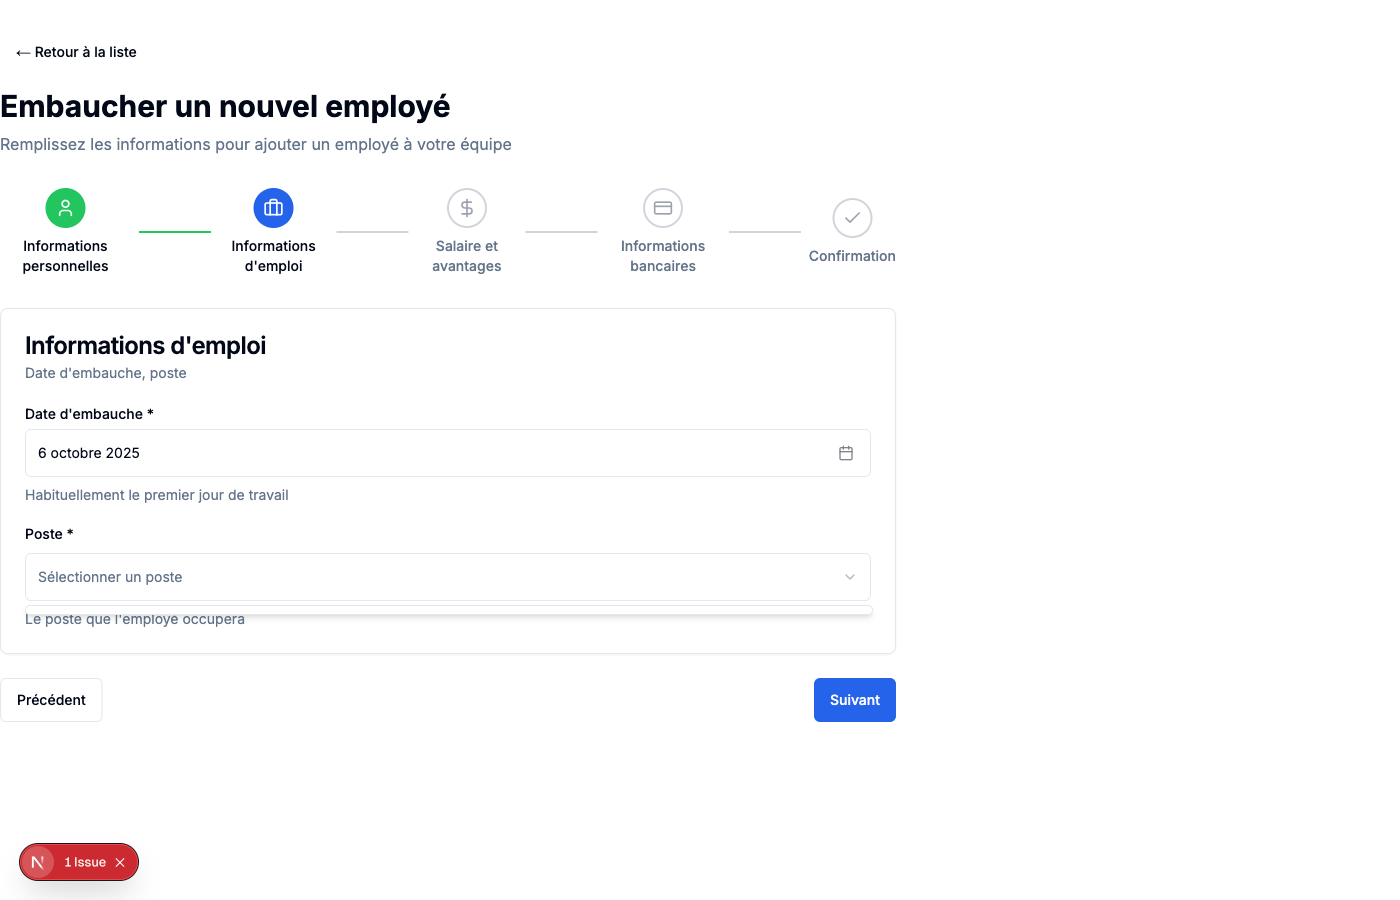 ← Retour à la liste
Embaucher un nouvel employé
Remplissez les informations pour ajouter un employé à votre équipe
Informations
personnelles
Informations
d'emploi
Salaire et
avantages
Informations
bancaires
Confirmation
Informations d'emploi
Date d'embauche, poste
Date d'embauche *
6 octobre 2025
Habituellement le premier jour de travail
Poste *
Sélectionner un poste
Le poste que l'employé occupera
Précédent
Suivant
N 1 Issue